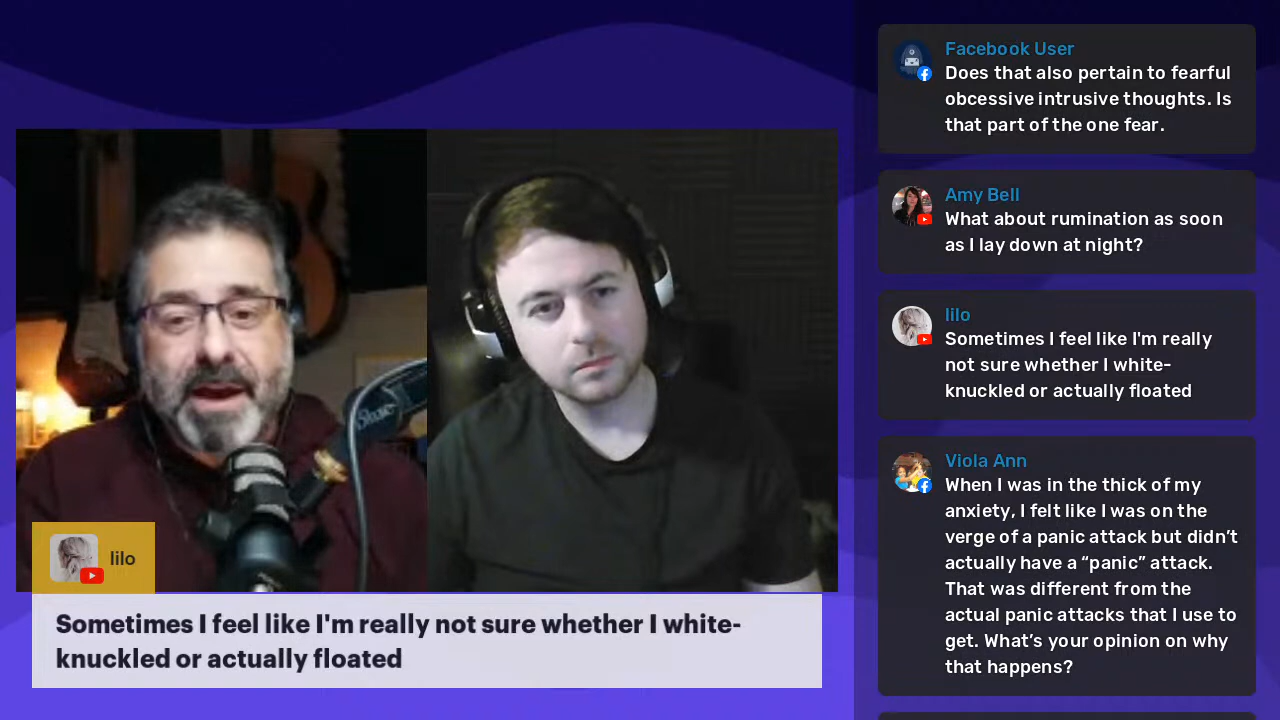 Facebook User
Does that also pertain to fearful
obcessive intrusive thoughts. Is
that part of the one fear.
Amy Bell
What about rumination as soon
as I lay down at night?
lilo
Sometimes I feel like I'm really
not sure whether I white-
knuckled or actually floated
Viola Ann
When I was in the thick of my
anxiety, I felt like I was on the
verge of a panic attack but didn’t
actually have a “panic” attack.
That was different from the
actual panic attacks that I use to
get. What’s your opinion on why
that happens?
lilo
Sometimes I feel like I'm really not sure whether I white-
knuckled or actually floated